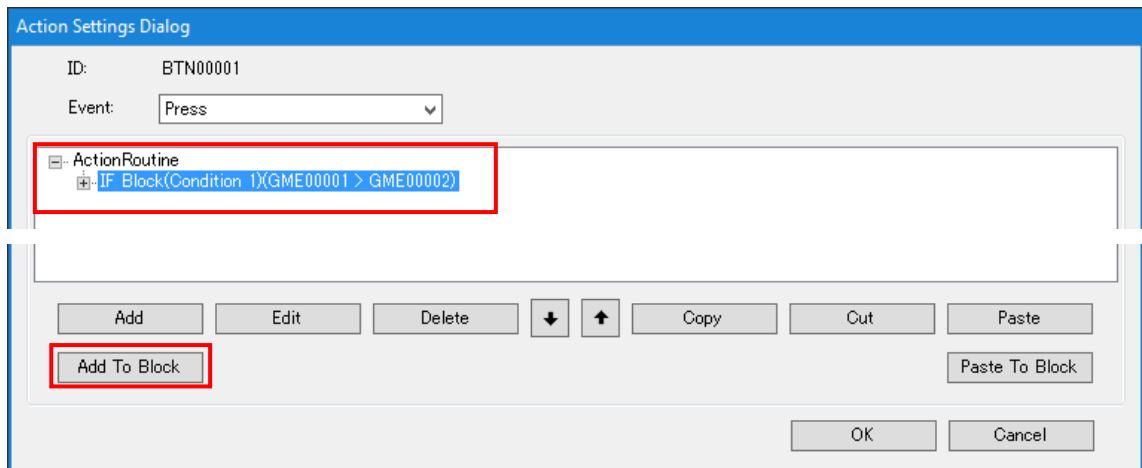 Action Settings Dialog
ID: BTN00001
Event: Press
ActionRoutine
IF Block(Condition 1)(GME00001 > GME00002)
Add Edit Delete Copy Cut Paste
Add To Block Paste To Block
OK Cancel